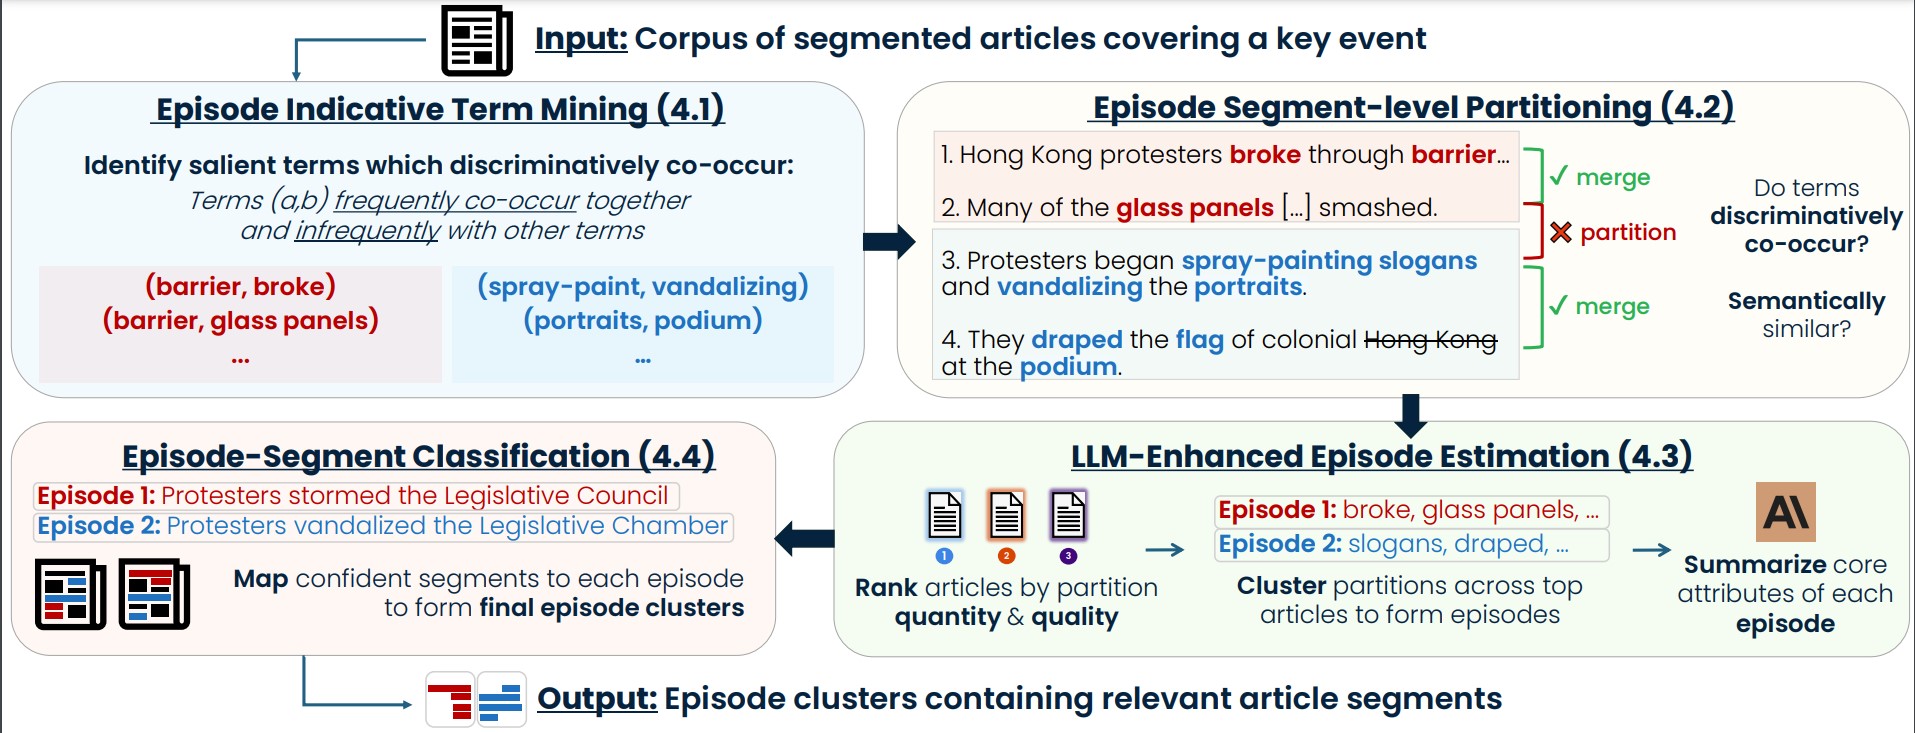 Input: Corpus of segmented articles covering a key event
Episode Indicative Term Mining (4.1)
Identify salient terms which discriminatively co-occur:
Terms (a,b) frequently co-occur together
and infrequently with other terms
(barrier, broke)
(barrier, glass panels)
...
(spray-paint, vandalizing)
(portraits, podium)
...
Episode Segment-level Partitioning (4.2)
1. Hong Kong protesters broke through barrier...
2. Many of the glass panels [...] smashed.
3. Protesters began spray-painting slogans
and vandalizing the portraits.
4. They draped the flag of colonial Hong Kong
at the podium.
✓ merge
✕ partition
✓ merge
Do terms
discriminatively
co-occur?
Semantically
similar?
LLM-Enhanced Episode Estimation (4.3)
1 2 3
Rank articles by partition
quantity & quality
Episode 1: broke, glass panels, ...
Episode 2: slogans, draped, ...
Cluster partitions across top
articles to form episodes
A\
Summarize core
attributes of each
episode
Episode-Segment Classification (4.4)
Episode 1: Protesters stormed the Legislative Council
Episode 2: Protesters vandalized the Legislative Chamber
Map confident segments to each episode
to form final episode clusters
Output: Episode clusters containing relevant article segments